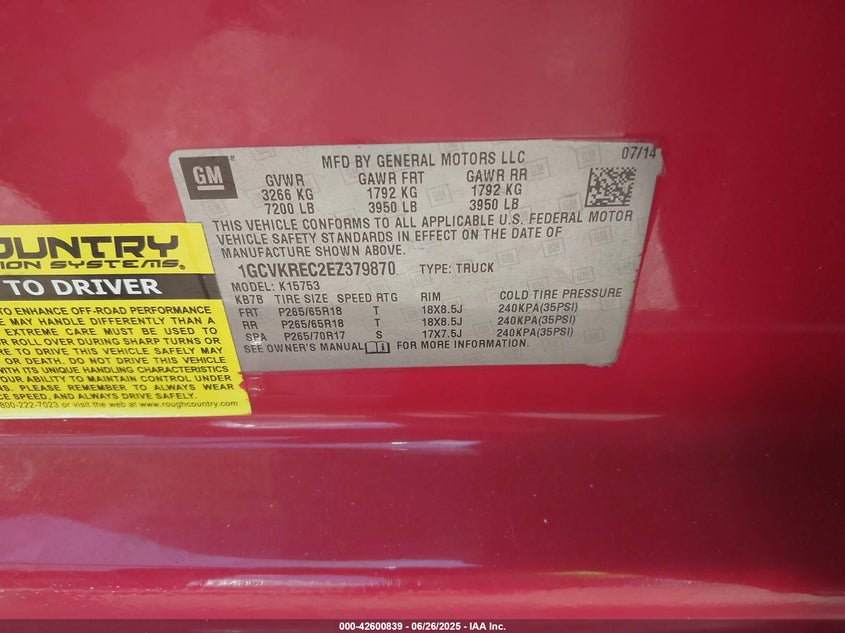 GM
MFD BY GENERAL MOTORS LLC
07/14
GVWR GAWR FRT GAWR RR
3266 KG 1792 KG 1792 KG
7200 LB 3950 LB 3950 LB
THIS VEHICLE CONFORMS TO ALL APPLICABLE U.S. FEDERAL MOTOR
VEHICLE SAFETY STANDARDS IN EFFECT ON THE DATE OF
MANUFACTURE SHOWN ABOVE.
1GCVKREC2EZ379870 TYPE: TRUCK
MODEL: K15753
KB7B TIRE SIZE SPEED RTG RIM COLD TIRE PRESSURE
FRT P265/65R18 T 18X8.5J 240KPA(35PSI)
RR P265/65R18 T 18X8.5J 240KPA(35PSI)
SPA P265/70R17 S 17X7.5J 240KPA(35PSI)
SEE OWNER'S MANUAL FOR MORE INFORMATION.
OUNTRY
ION SYSTEMS®
TO DRIVER
TO ENHANCE OFF-ROAD PERFORMANCE
E MAY HANDLE DIFFERENTLY THAN
EXTREME CARE MUST BE USED TO
R ROLL OVER DURING SHARP TURNS OR
E TO DRIVE THIS VEHICLE SAFELY MAY
OR DEATH. DO NOT DRIVE THIS VEHICLE
WITH ITS UNIQUE HANDLING CHARACTERISTICS
YOUR ABILITY TO MAINTAIN CONTROL UNDER
NS. PLEASE REMEMBER TO ALWAYS WEAR
CE SPEED, AND ALWAYS DRIVE SAFELY.
800-222-7023 or visit the web at www.roughcountry.com
000-42600839 - 06/26/2025 - IAA Inc.